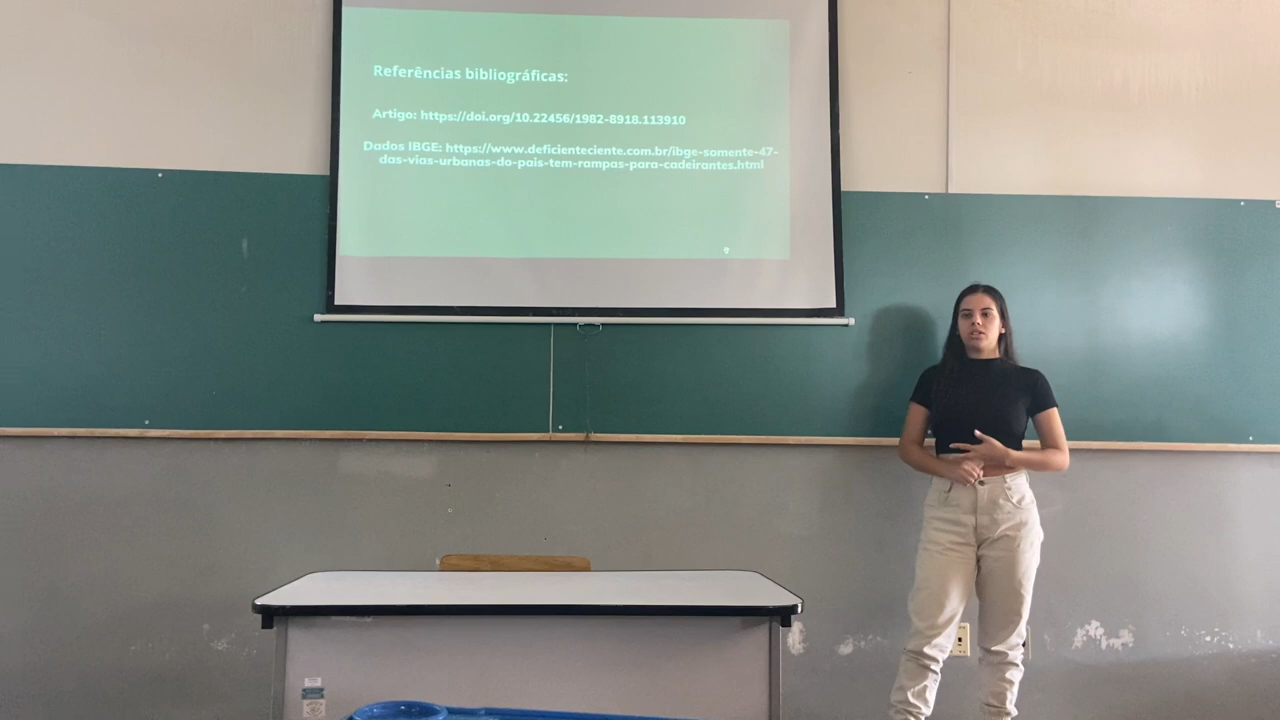 Referências bibliográficas:
Artigo: https://doi.org/10.22456/1982-8918.113910
Dados IBGE: https://www.deficienteciente.com.br/ibge-somente-47-
das-vias-urbanas-do-pais-tem-rampas-para-cadeirantes.html